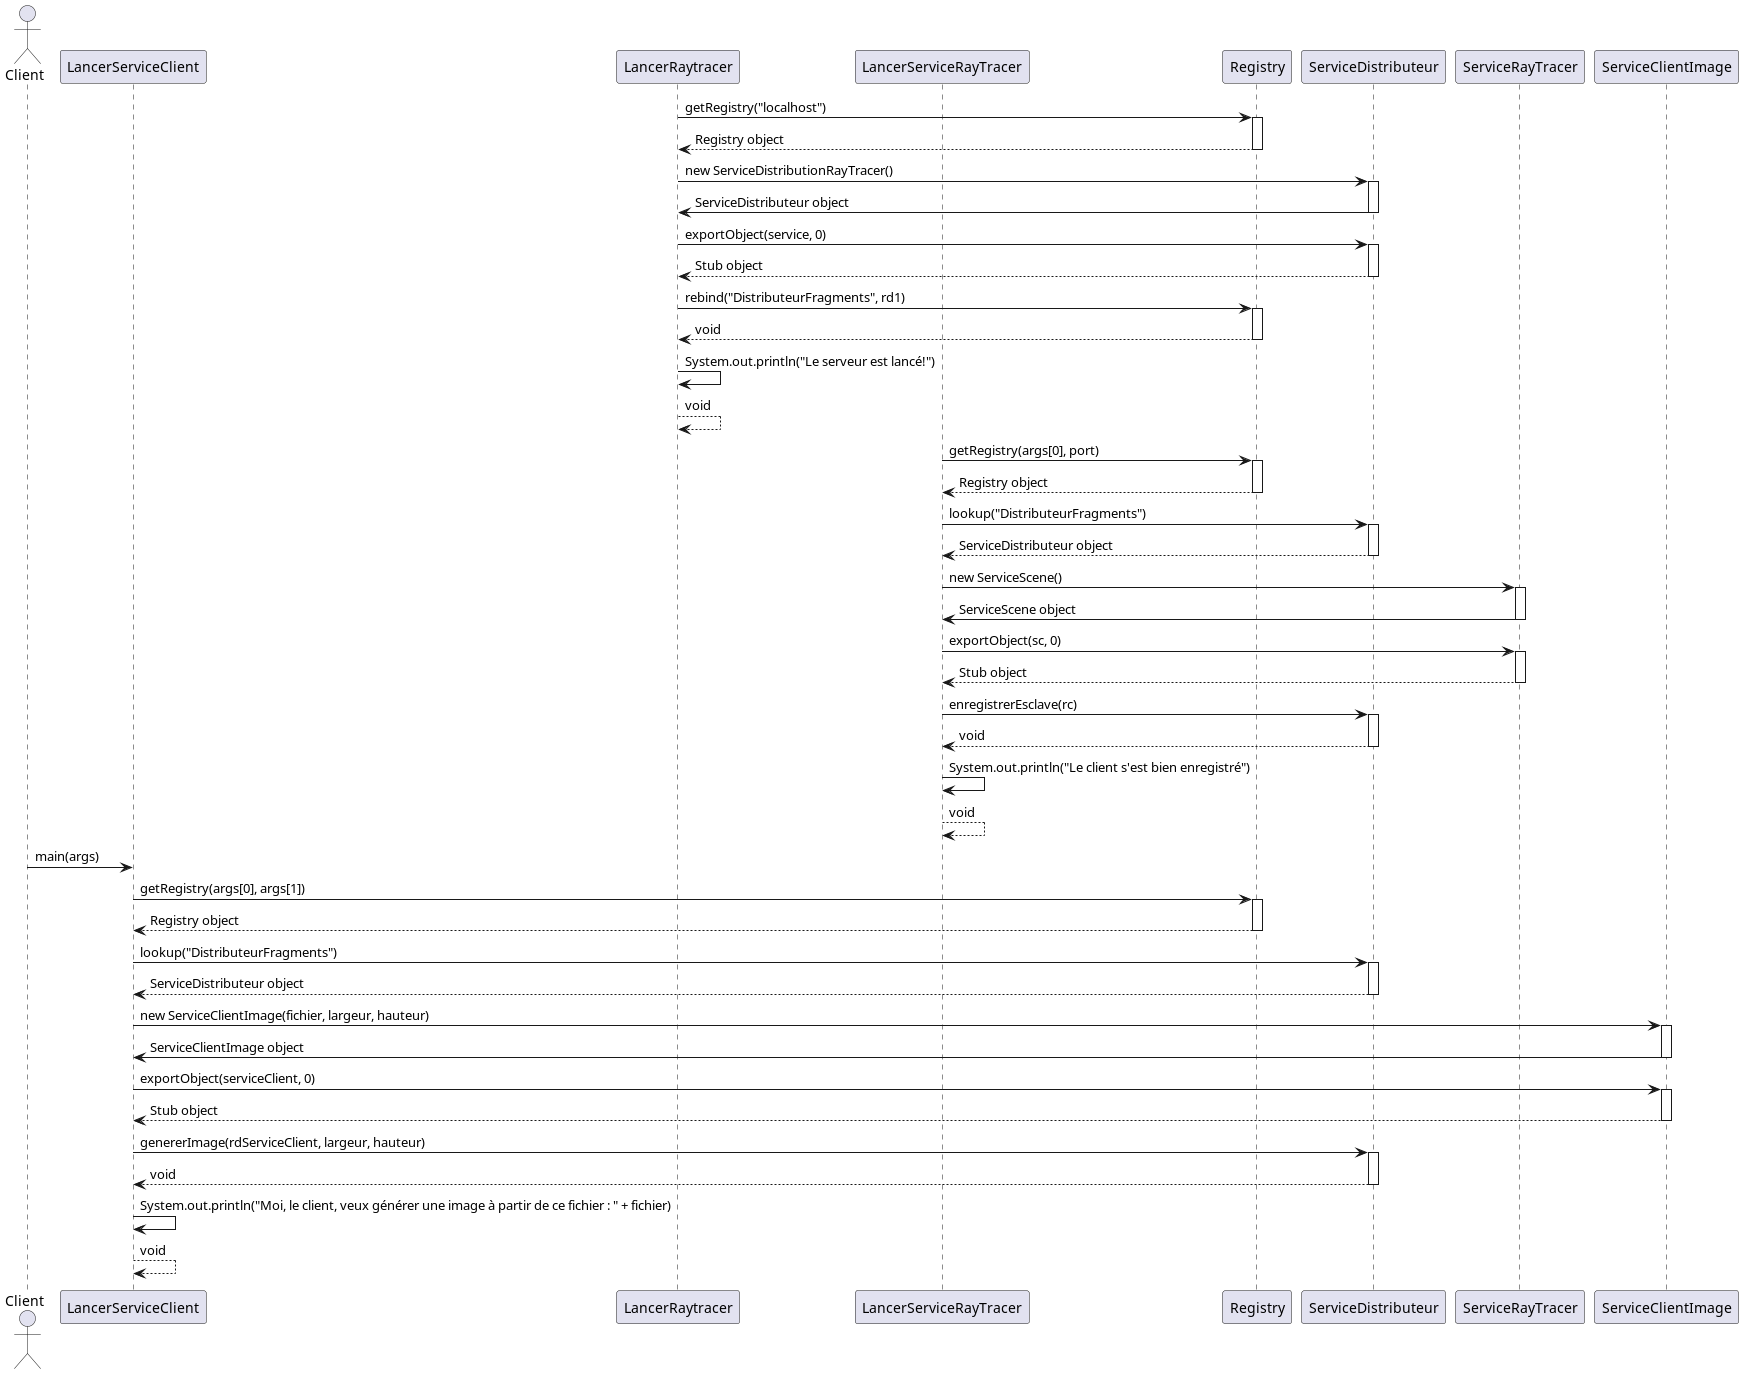 Client
LancerServiceClient
LancerRaytracer
LancerServiceRayTracer
Registry
ServiceDistributeur
ServiceRayTracer
ServiceClientImage
getRegistry("localhost")
Registry object
new ServiceDistributionRayTracer()
ServiceDistributeur object
exportObject(service, 0)
Stub object
rebind("DistributeurFragments", rd1)
void
System.out.println("Le serveur est lancé!")
void
getRegistry(args[0], port)
Registry object
lookup("DistributeurFragments")
ServiceDistributeur object
new ServiceScene()
ServiceScene object
exportObject(sc, 0)
Stub object
enregistrerEsclave(rc)
void
System.out.println("Le client s'est bien enregistré")
void
main(args)
getRegistry(args[0], args[1])
Registry object
lookup("DistributeurFragments")
ServiceDistributeur object
new ServiceClientImage(fichier, largeur, hauteur)
ServiceClientImage object
exportObject(serviceClient, 0)
Stub object
genererImage(rdServiceClient, largeur, hauteur)
void
System.out.println("Moi, le client, veux générer une image à partir de ce fichier : " + fichier)
void
Client
LancerServiceClient
LancerRaytracer
LancerServiceRayTracer
Registry
ServiceDistributeur
ServiceRayTracer
ServiceClientImage